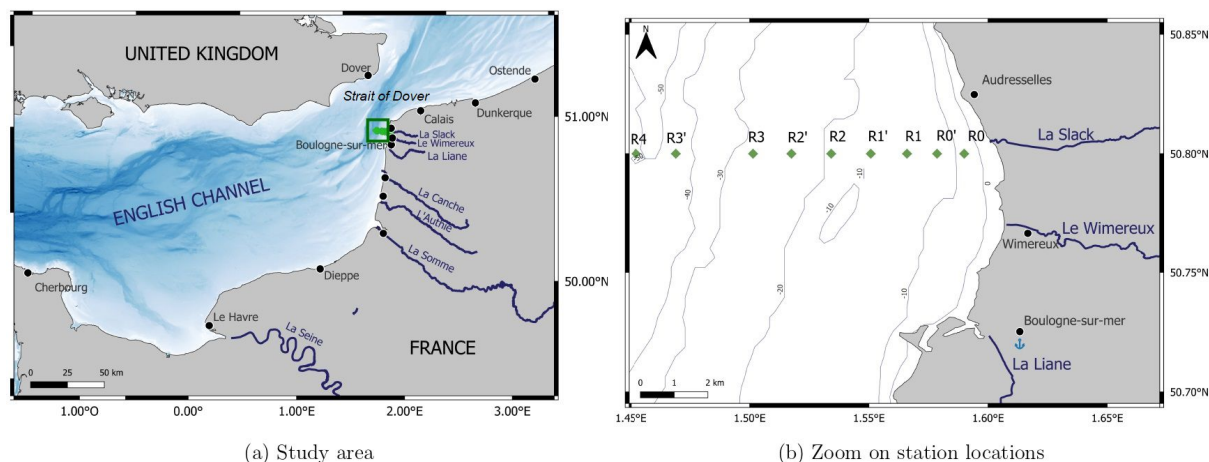 UNITED KINGDOM
Dover
Ostende
Strait of Dover
Dunkerque
Calais
51.00°N
La Slack
Boulogne-sur-mer
Le Wimereux
La Liane
ENGLISH CHANNEL
La Canche
L'Authie
La Somme
50.00°N
Cherbourg
Dieppe
Le Havre
La Seine
FRANCE
0 25 50 km
1.00°O 0.00°O 1.00°O 2.00°O 3.00°O
(a) Study area
N
50.85°N
-50
Audresselles
La Slack
R4 R3' R3 R2' R2 R1' R1 R0' R0
50.80°N
-10
-30
-40
0
-10
Le Wimereux
Wimereux
50.75°N
-20
-10
Boulogne-sur-mer
La Liane
0 1 2 km
50.70°N
1.45°E 1.50°E 1.55°E 1.60°E 1.65°E
(b) Zoom on station locations